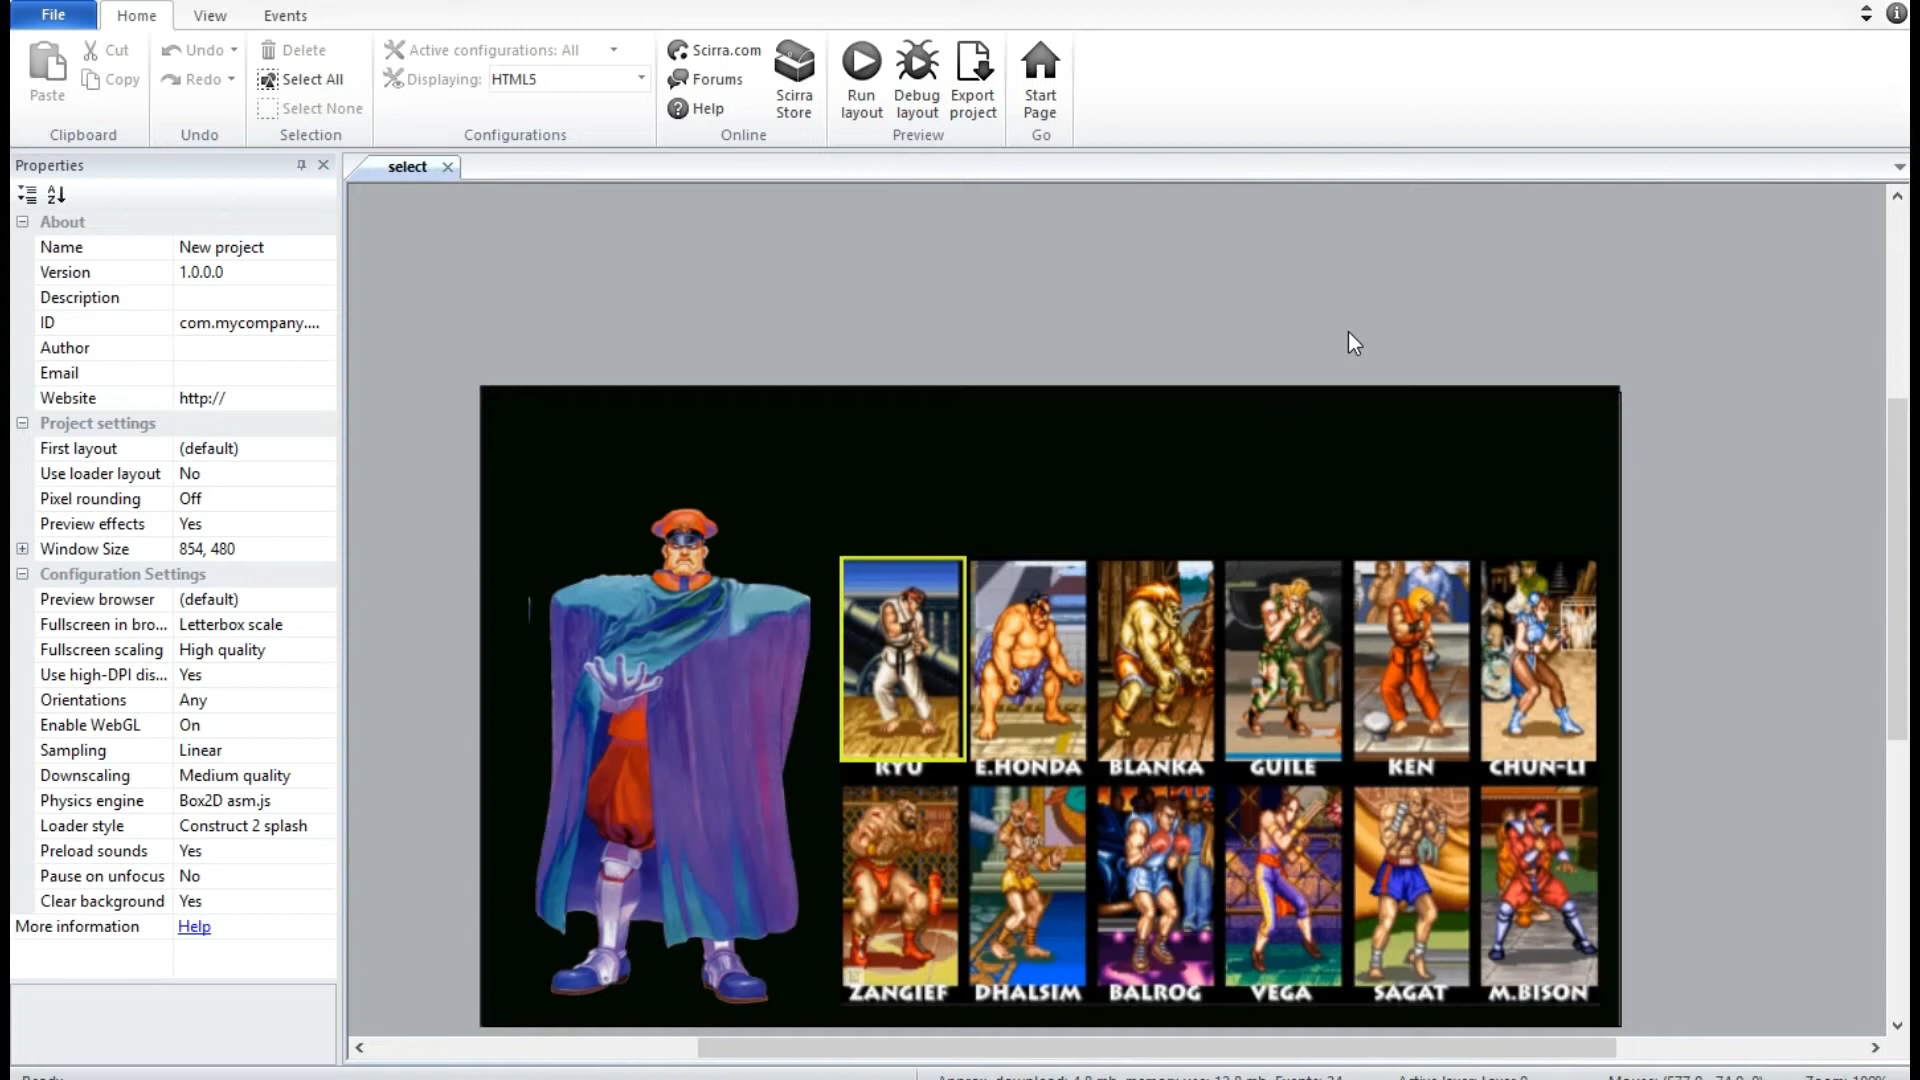 File Home View Events
Paste Cut Copy Clipboard
Undo Redo Undo
Delete Select All Select None Selection
Active configurations: All
Displaying: HTML5
Configurations
Scirra.com Forums Help Scirra Store Online
Run layout Debug layout Export project Preview
Start Page Go
Properties
select
About
Name New project
Version 1.0.0.0
Description
ID com.mycompany....
Author
Email
Website http://
Project settings
First layout (default)
Use loader layout No
Pixel rounding Off
Preview effects Yes
Window Size 854, 480
Configuration Settings
Preview browser (default)
Fullscreen in bro... Letterbox scale
Fullscreen scaling High quality
Use high-DPI dis... Yes
Orientations Any
Enable WebGL On
Sampling Linear
Downscaling Medium quality
Physics engine Box2D asm.js
Loader style Construct 2 splash
Preload sounds Yes
Pause on unfocus No
Clear background Yes
More information Help
RYU E.HONDA BLANKA GUILE KEN CHUN-LI
ZANGIEF DHALSIM BALROG VEGA SAGAT M.BISON